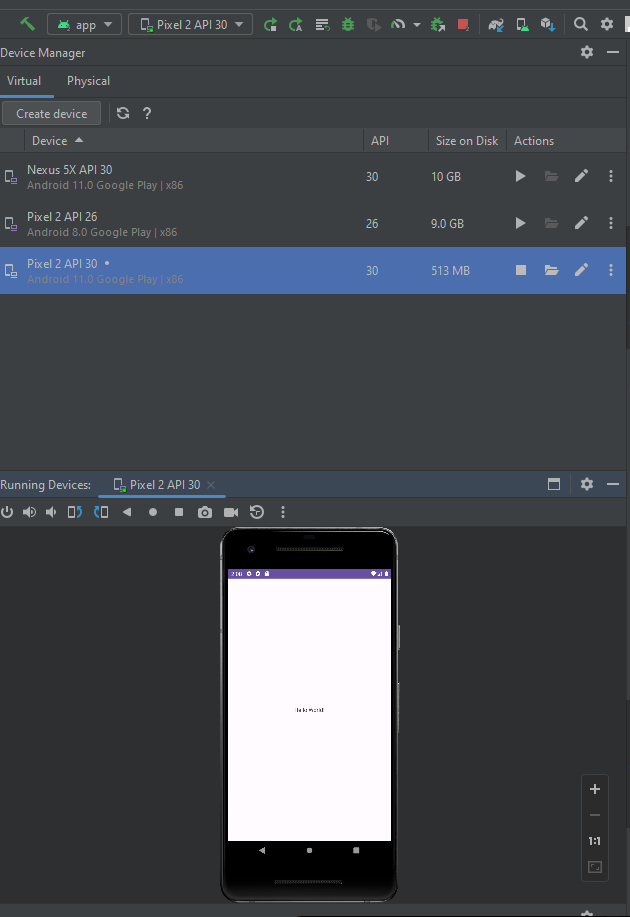 app
Pixel 2 API 30
Device Manager
Virtual Physical
Create device
?
Device API Size on Disk Actions
Nexus 5X API 30 30 10 GB
Android 11.0 Google Play | x86
Pixel 2 API 26 26 9.0 GB
Android 8.0 Google Play | x86
Pixel 2 API 30 • 30 513 MB
Android 11.0 Google Play | x86
Running Devices: Pixel 2 API 30
Hello World!
1:1